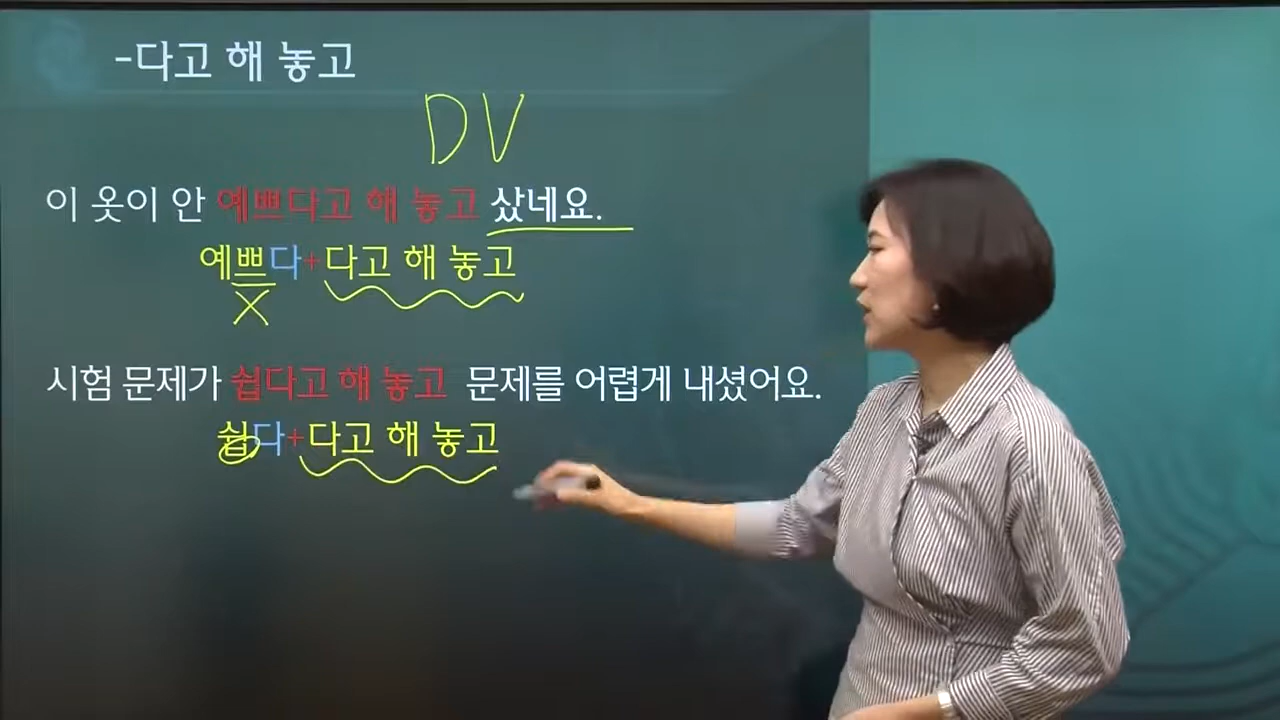 -다고 해 놓고
DV
이 옷이 안 예쁘다고 해 놓고 샀네요.
예쁘다+다고 해 놓고
X
시험 문제가 쉽다고 해 놓고 문제를 어렵게 내셨어요.
쉽다+다고 해 놓고